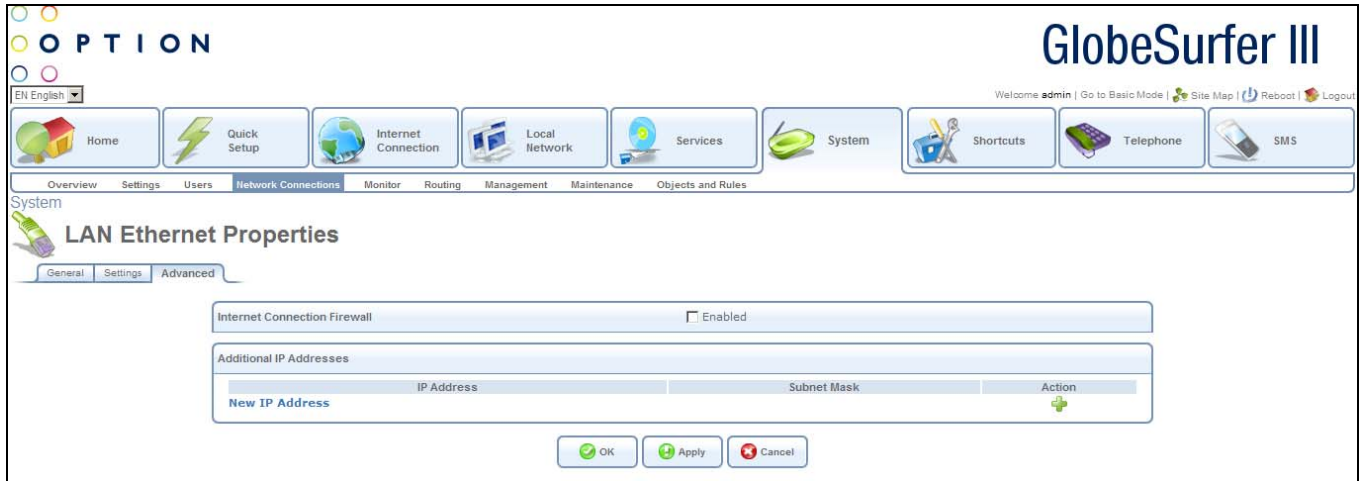 OPTION
GlobeSurfer III
EN English
Welcome admin | Go to Basic Mode | Site Map | Reboot | Logout
Home
Quick Setup
Internet Connection
Local Network
Services
System
Shortcuts
Telephone
SMS
Overview Settings Users Network Connections Monitor Routing Management Maintenance Objects and Rules
System
LAN Ethernet Properties
General Settings Advanced
Internet Connection Firewall Enabled
Additional IP Addresses
IP Address Subnet Mask Action
New IP Address
OK Apply Cancel